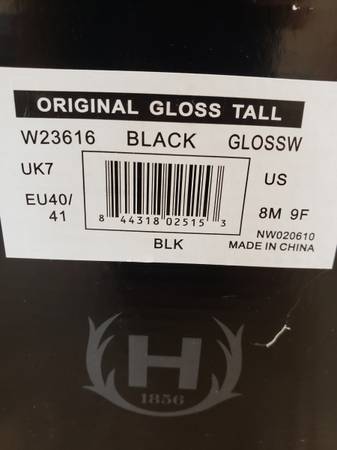 ORIGINAL GLOSS TALL
W23616 BLACK GLOSSW
UK7
US
EU40/
41
8 44318 02515 3
8M 9F
BLK
NW020610
MADE IN CHINA
H
1856